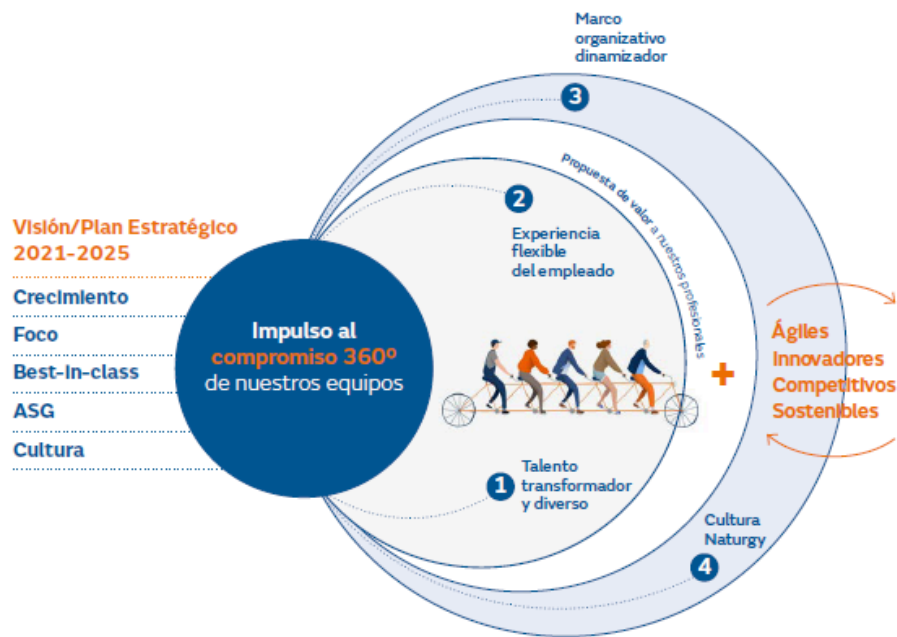 Marco
organizativo
dinamizador
3
Propuesta de valor a nuestros profesionales
2
Experiencia
flexible
del empleado
Visión/Plan Estratégico
2021-2025
Crecimiento
Foco
Best-in-class
ASG
Cultura
Impulso al
compromiso 360º
de nuestros equipos
+
Ágiles
Innovadores
Competitivos
Sostenibles
1
Talento
transformador
y diverso
Cultura
Naturgy
4